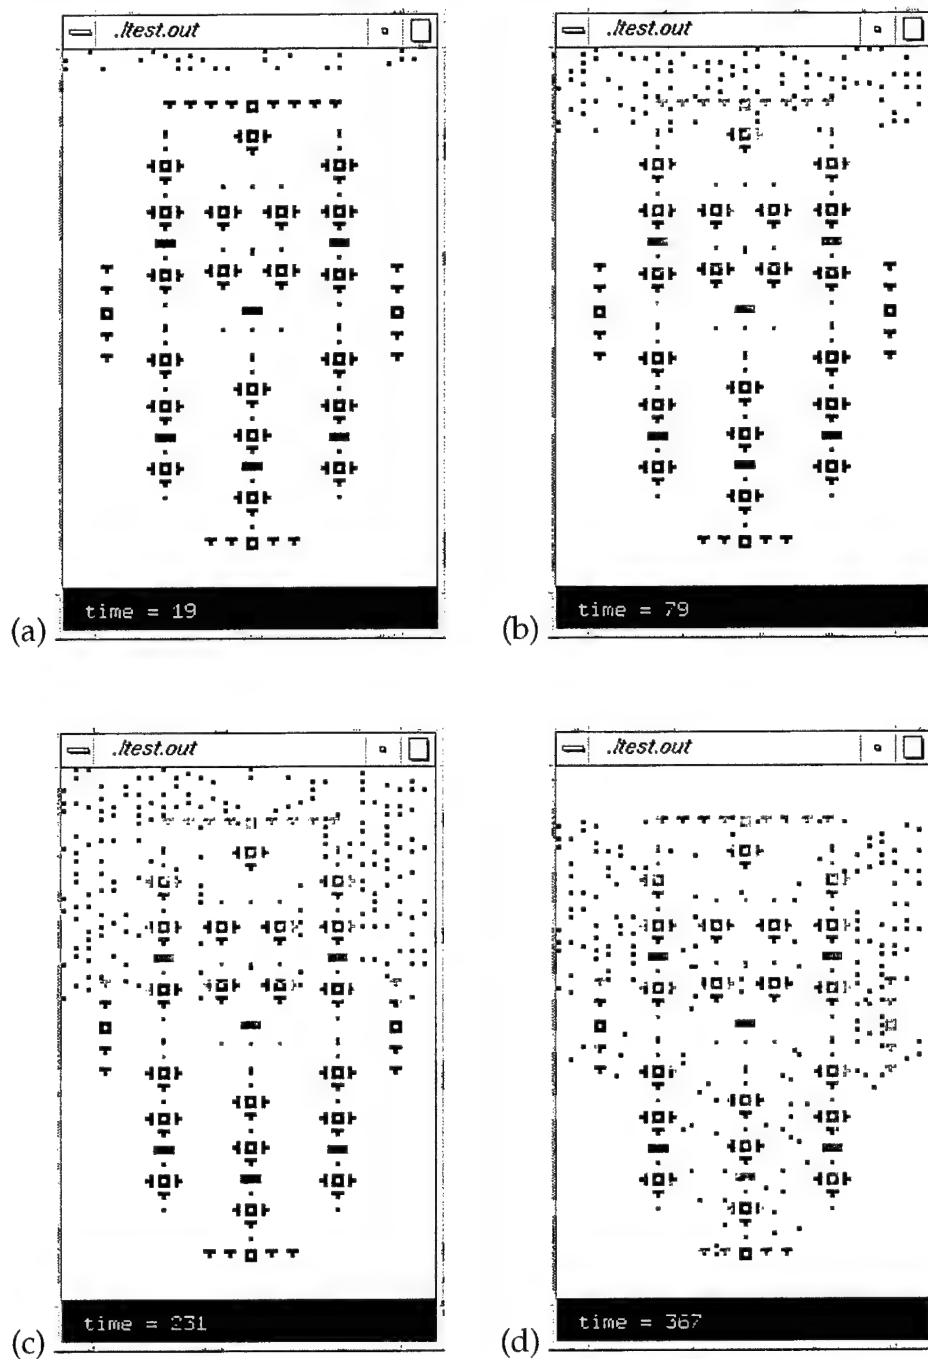 .ltest.out
.ltest.out
time = 19
time = 79
(a)
(b)
.ltest.out
.ltest.out
time = 231
time = 367
(c)
(d)